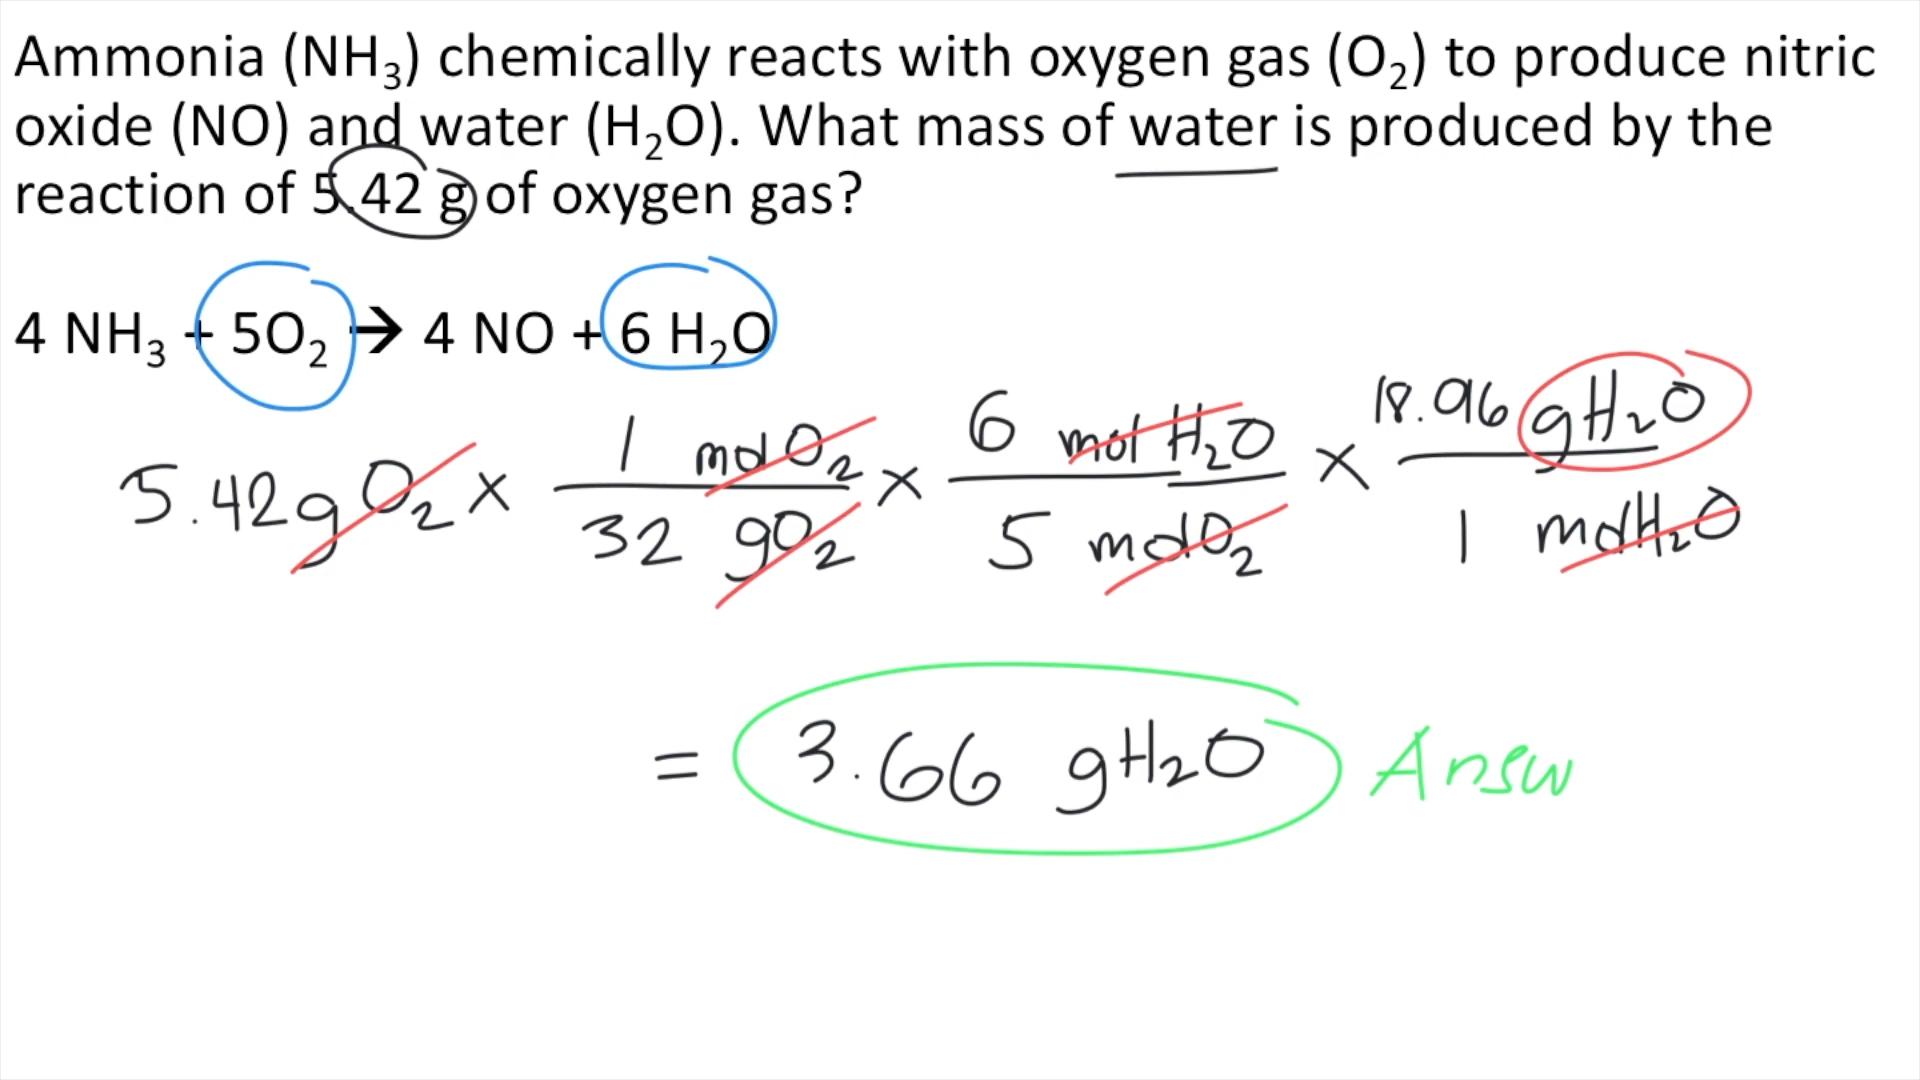 Ammonia (NH₃) chemically reacts with oxygen gas (O₂) to produce nitric
oxide (NO) and water (H₂O). What mass of water is produced by the
reaction of 5.42 g of oxygen gas?
4 NH₃ + 5O₂ → 4 NO + 6 H₂O
5.42g O₂ × 1 mol O₂ / 32 gO₂ × 6 mol H₂O / 5 mol O₂ × 18.96 gH₂O / 1 mol H₂O
= 3.66 gH₂O Answ